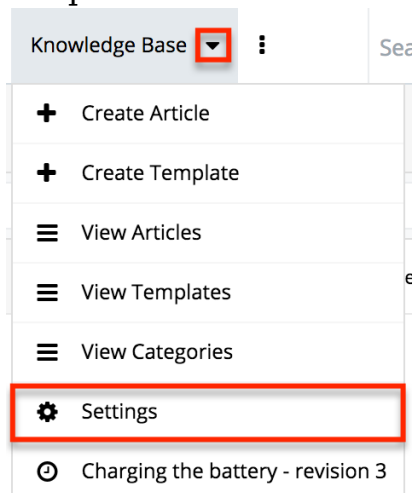 Knowledge Base
Sea
Create Article
Create Template
View Articles
View Templates
View Categories
e
Settings
Charging the battery - revision 3